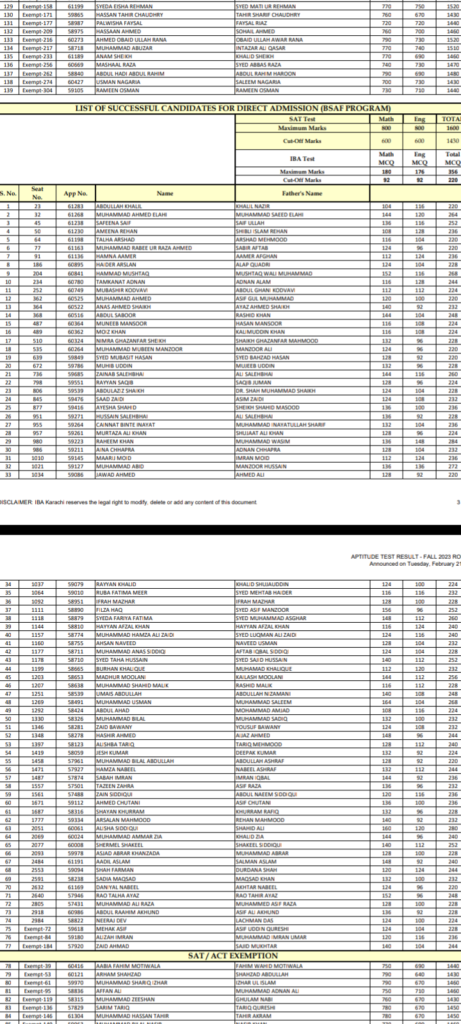 129 Exempt-158 61199 SYEDA EISHA REHMAN SYED MATI UR REHMAN 770 750 1520
130 Exempt-171 59865 HASSAN TAHIR CHAUDHRY TAHIR SHARIF CHAUDHRY 760 670 1430
131 Exempt-177 58987 PALWISHA FAYSAL FAYSAL RIAZ 720 720 1440
132 Exempt-209 58975 HASSAAN AHMED SOHAIL AHMED 760 700 1460
133 Exempt-216 60273 AHMED OBAID ULLAH RANA OBAID ULLAH AWAR RANA 790 730 1520
134 Exempt-217 58718 MUHAMMAD ABUZAR INTAZAR ALI QASAR 770 740 1510
135 Exempt-233 61189 ANAM SHEIKH KHALID SHEIKH 770 690 1460
136 Exempt-256 60669 MASHAAL RAZA SYED ABBAS RAZA 740 730 1470
137 Exempt-262 58840 ABDUL HADI ABDUL RAHIM ABDUL RAHIM HAROON 790 690 1480
138 Exempt-274 60427 USMAN NAGARIA SALEEM NAGARIA 700 730 1430
139 Exempt-304 59105 RAMEEN OSMAN RAMEEN OSMAN 730 710 1440
LIST OF SUCCESSFUL CANDIDATES FOR DIRECT ADMISSION (BSAF PROGRAM)
SAT Test Math Eng TOTA
Maximum Marks 800 800 1600
Cut-Off Marks 600 600 1430
IBA Test Math MCQ Eng MCQ Total MCQ
Maximum Marks 180 176 356
Cut-Off Marks 92 92 220
S. No. Seat No. App No. Name Father's Name
1 23 61283 ABDULLAH KHALIL KHALIL NAZIR 104 116 220
2 32 61268 MUHAMMAD AHMED ELAHI MUHAMMAD SAEED ELAHI 144 120 264
3 45 61238 SAFEENA SAIF SAIF ULLAH 136 116 252
4 50 61230 AMEENA REHAN SHIBLI ISLAM REHAN 108 128 236
5 64 61198 TALHA ARSHAD ARSHAD MEHMOOD 116 104 220
6 77 61163 MUHAMMAD RABEE UR RAZA AHMED SABIR AFTAB 124 96 220
7 91 61136 HAMNA AAMER AAMER AFGHAN 112 124 236
8 186 60895 HAIDER ARSLAN ALAP QUADRI 124 104 228
9 204 60841 HAMMAD MUSHTAQ MUSHTAQ WALI MUHAMMAD 152 116 268
10 234 60780 TAMKANAT ADNAN ADNAN ALAM 116 128 244
11 252 60749 MUBASHIR KODVAVI ABDUL GHANI KODVAVI 112 112 224
12 362 60525 MUHAMMAD AHMED ASIF GUL MUHAMMAD 120 100 220
13 364 60522 ANAS AHMED SHAIKH AYAZ AHMED SHAIKH 140 92 232
14 368 60516 ABDUL SABOOR RASHID KHAN 144 104 248
15 487 60364 MUNEEB MANSOOR HASAN MANSOOR 116 108 224
16 489 60362 MOIZ KHAN KALIMUDDIN KHAN 116 108 224
17 510 60324 NIMRA GHAZANFER SHAIKH SHAIKH GHAZANFAR MAHMOOD 132 96 228
18 535 60264 MUHAMMAD MUBEEN MANZOOR MANZOOR ALI 124 96 220
19 639 59849 SYED MUBASIT HASAN SYED BAHZAD HASAN 128 92 220
20 672 59786 MUHIB UDDIN MUJEEB UDDIN 132 96 228
21 756 59685 ZAINAB SALEHBHAI ALI SALEHBHAI 144 116 260
22 798 59551 RAYYAN SAQIB SAQIB JUMAN 128 96 224
23 806 59539 ABDULAZIZ SHAIKH DR. SHAH MUHAMMAD SHAIKH 124 104 228
24 845 59476 SAAD ZAIDI ASIM ZAIDI 124 108 232
25 877 59416 AYESHA SHAHID SHEIKH SHAHID MASOOD 136 100 236
26 951 59271 HUSSAIN SALEHBHAI ALI SALEHBHAI 136 92 228
27 955 59264 CAINNAT BINTE INAYAT MUHAMMAD INAYATULLAH SHARIF 132 104 236
28 957 59261 MURTAZA ALI KHAN SHUJAAT ALI KHAN 128 96 224
29 980 59223 RAHEEM KHAN MUHAMMAD WASIM 136 148 284
30 986 59211 AINA CHHAPRA ADNAN CHHAPRA 128 104 232
31 1010 59145 MAARIJ MOID IMRAN MOID 112 124 236
32 1021 59127 MUHAMMAD ABID MANZOOR HUSSAIN 136 136 272
33 1034 59086 JAWAD AHMED AHMED ALI 128 92 220
DISCLAIMER: IBA Karachi reserves the legal right to modify, delete or add any content of this document 3
APTITUDE TEST RESULT - FALL 2023 RO
Announced on Tuesday, February 21
34 1037 59079 RAYYAN KHALID KHALID SHUJAUDDIN 124 100 224
35 1064 59010 RUBA FATIMA MEER SYED MEHTAB HAIDER 116 116 232
36 1092 58951 IFRAH MAZHAR MAZHAR 128 100 228
37 1111 58890 FILZA HAQ SYED ASIF MANZOOR 156 96 252
38 1118 58879 SYEDA FARIYA FATIMA SYED MUHAMMAD ASGHAR 148 112 260
39 1144 58810 HAYYAN AFZAL KHAN HAYYAN AFZAL KHAN 116 124 240
40 1157 58774 MUHAMMAD HAMZA ALI ZAIDI SYED LUQMAN ALI ZAIDI 124 116 240
41 1160 58755 AHSAN NAVEED NAVEED USMAN 128 104 232
42 1177 58711 MUHAMMAD ANAS SIDDIQI AFTAB IQBAL SIDDIQI 124 104 228
43 1178 58710 SYED TAHA HUSSAIN SYED SAJID HUSSAIN 140 112 252
44 1199 58665 BURHAN KHALIQUE MUHAMAD KHALIQUE 112 120 232
45 1203 58653 MADHUR MOOLANI KAILASH MOOLANI 144 112 256
46 1207 58638 MUHAMMAD SHAHID MALIK RASHID MALIK 116 112 228
47 1251 58539 UMAIS ABDULLAH ABDULLAH NIZAMANI 140 108 248
48 1269 58491 MUHAMMAD USMAN MUHAMMAD SALEEM 164 104 268
49 1292 58424 ABDUL AHAD MOHAMMAD AMJAD 108 116 224
50 1330 58326 MUHAMMAD BILAL MUHAMMAD SADIQ 132 100 232
51 1346 58281 ZAID BAWANY YOUSUF BAWANY 124 108 232
52 1348 58278 HASHIR AHMED AIJAZ AHMED 148 96 244
53 1397 58123 ALISHBA TARIQ TARIQ MEHMOOD 128 112 240
54 1419 58059 JESH KUMAR DEEPAK KUMAR 132 92 224
55 1458 57961 MUHAMMAD BILAL ABDULLAH ABDULLAH ASHRAF 128 92 220
56 1471 57927 HAMZA NABEEL NABEEL ASHRAF 132 112 244
57 1487 57874 SABAH IMRAN IMRAN IQBAL 144 92 236
58 1557 57501 TAZEEN ZAHRA ASIF RAZA 136 96 232
59 1561 57488 ZAIN SIDDIQUI ABDUL NAEEM SIDDIQUI 120 116 236
60 1671 59112 AHMED CHUTANI ASIF CHUTANI 136 100 236
61 1687 58316 SHAYAN KHURRAM KHURRAM RAFIQ 132 96 228
62 1777 59334 ARSALAN MAHMOOD REHAN MAHMOOD 140 92 232
63 2051 60061 ALISHA SIDDIQUI SHAHID ALI 160 120 280
64 2069 60024 MUHAMMAD AMMAR ZIA KHALID ZIA 144 96 240
65 2077 60008 SHERMEL SHAKEEL SHAKEEL SIDDIQUI 140 112 252
66 2093 59978 ASJAD ABRAR KHANZADA MUHAMMAD ABRAR 128 100 228
67 2484 61191 AADIL ASLAM SALMAN ASLAM 148 92 240
68 2553 59094 SHAH FARMAN DURDANA SHAH 120 124 244
69 2591 58238 SADIA MAQSAD MAQSAD KHAN 132 100 232
70 2632 61169 DANIYAL NABEEL AKHTAR NABEEL 124 96 220
71 2640 57946 RAO TALHA AYAZ RAO TAHIR AYAZ 152 96 248
72 2805 57431 MUHAMMAD ALI RAZA MUHAMMED ASIF RAZA 128 100 228
73 2918 60986 ABDUL RAAHIM AKHUND ASIF ALI AKHUND 136 92 228
74 2984 58822 NEERAJ DEV LACHMAN DAS 124 100 224
75 Exempt-72 59618 MEHAK ASIF ASIF UDDIN QURESHI 124 104 228
76 Exempt-84 59180 ALIZAH IMRAN MUHAMMAD IMRAN UMAR 120 116 236
77 Exempt-184 57920 ZAID AHMAD SAJID MUKHTAR 140 104 244
SAT / ACT EXEMPTION
78 Exempt-39 60416 AABIA FAHIM MOTIWALA FAHIM WAHID MOTIWALA 750 690 1440
79 Exempt-53 60121 ARHAM SHAHZAD SHAHZAD ABDULLAH 790 640 1430
80 Exempt-61 59970 MUHAMMAD SHARIQ IZHAR IZHAR UL ISLAM 790 670 1460
81 Exempt-95 58836 AFFAN ALI MUHAMMAD ADNAN ALI 750 710 1460
82 Exempt-119 58315 MUHAMMAD ZEESHAN GHULAM NABI 760 670 1430
83 Exempt-136 57829 SARIM TARIQ TARIQ QURESHI 780 670 1450
84 Exempt-146 61304 MUHAMMAD HASSAN TAHIR TAHIR AKRAM 780 670 1450